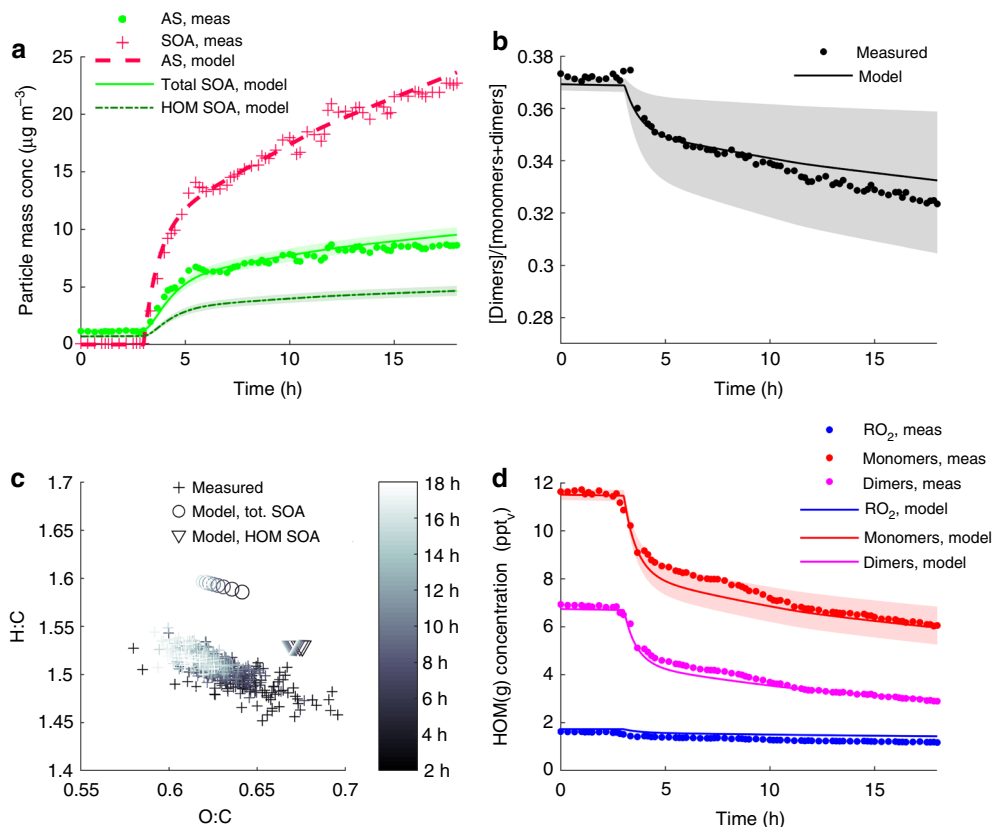 a
AS, meas
SOA, meas
AS, model
Total SOA, model
HOM SOA, model
25
20
15
10
5
0
Particle mass conc (µg m⁻³)
0
5
10
15
Time (h)
b
Measured
Model
0.38
0.36
0.34
0.32
0.3
0.28
[Dimers]/[monomers+dimers]
0
5
10
15
Time (h)
c
Measured
Model, tot. SOA
Model, HOM SOA
1.7
1.65
1.6
1.55
1.5
1.45
1.4
H:C
0.55
0.6
0.65
0.7
O:C
18 h
16 h
14 h
12 h
10 h
8 h
6 h
4 h
2 h
d
RO₂, meas
Monomers, meas
Dimers, meas
RO₂, model
Monomers, model
Dimers, model
12
10
8
6
4
2
0
HOM(g) concentration (pptᵥ)
0
5
10
15
Time (h)